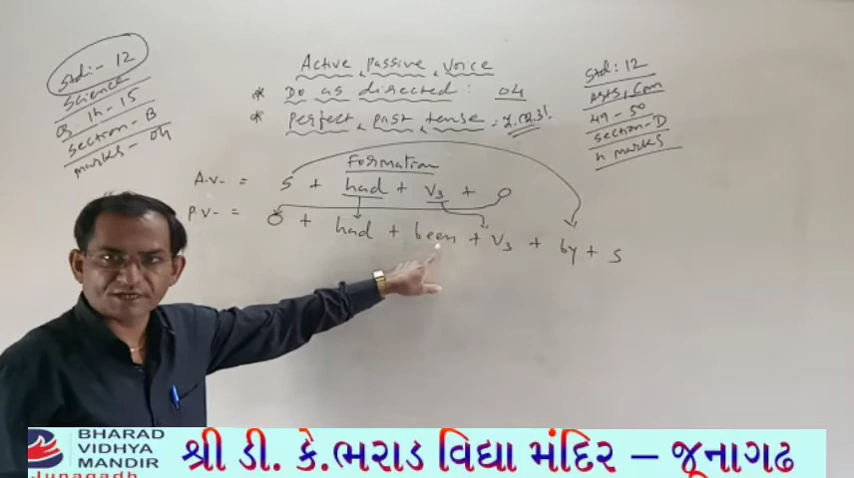 Std:- 12
Science
Q. 14-15
section-B
marks-04
Active, Passive, Voice
* Do as directed: 04
* Perfect, past tense:
Formation
A.V- = S + had + V3 + O
P.V- = O + had + been + V3 + by + S
Std: 12
Arts, Com
49-50
section-D
4 marks
BHARAD
VIDHYA
MANDIR
Junagadh
શ્રી ડી. કે.ભરાડ વિદ્યા મંદિર – જૂનાગઢ